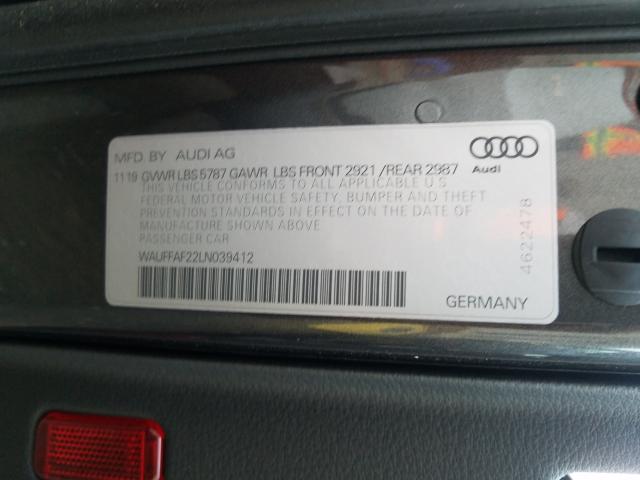 MFD BY AUDI AG
Audi
11 19 GVWR LBS 5787 GAWR LBS FRONT 2921 /REAR 2987
THIS VEHICLE CONFORMS TO ALL APPLICABLE U S
FEDERAL MOTOR VEHICLE SAFETY, BUMPER AND THEFT
PREVENTION STANDARDS IN EFFECT ON THE DATE OF
MANUFACTURE SHOWN ABOVE
PASSENGER CAR
WAUFFAF22LN039412
4622478
GERMANY